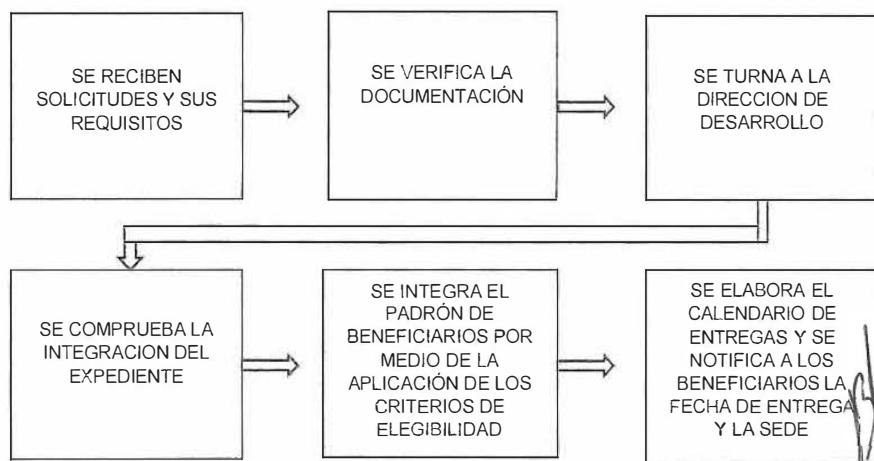 SE RECIBEN
SOLICITUDES Y SUS
REQUISITOS
SE VERIFICA LA
DOCUMENTACIÓN
SE TURNA A LA
DIRECCION DE
DESARROLLO
SE COMPRUEBA LA
INTEGRACION DEL
EXPEDIENTE
SE INTEGRA EL
PADRÓN DE
BENEFICIARIOS POR
MEDIO DE LA
APLICACIÓN DE LOS
CRITERIOS DE
ELEGIBILIDAD
SE ELABORA EL
CALENDARIO DE
ENTREGAS Y SE
NOTIFICA A LOS
BENEFICIARIOS LA
FECHA DE ENTREGA
Y LA SEDE